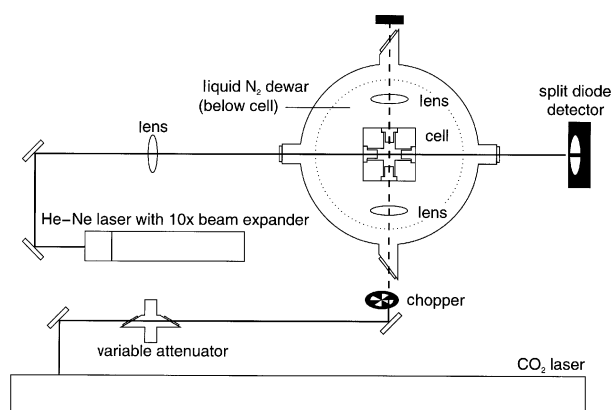 liquid N₂ dewar
(below cell)
lens
split diode
detector
lens
cell
He–Ne laser with 10x beam expander
lens
chopper
variable attenuator
CO₂ laser